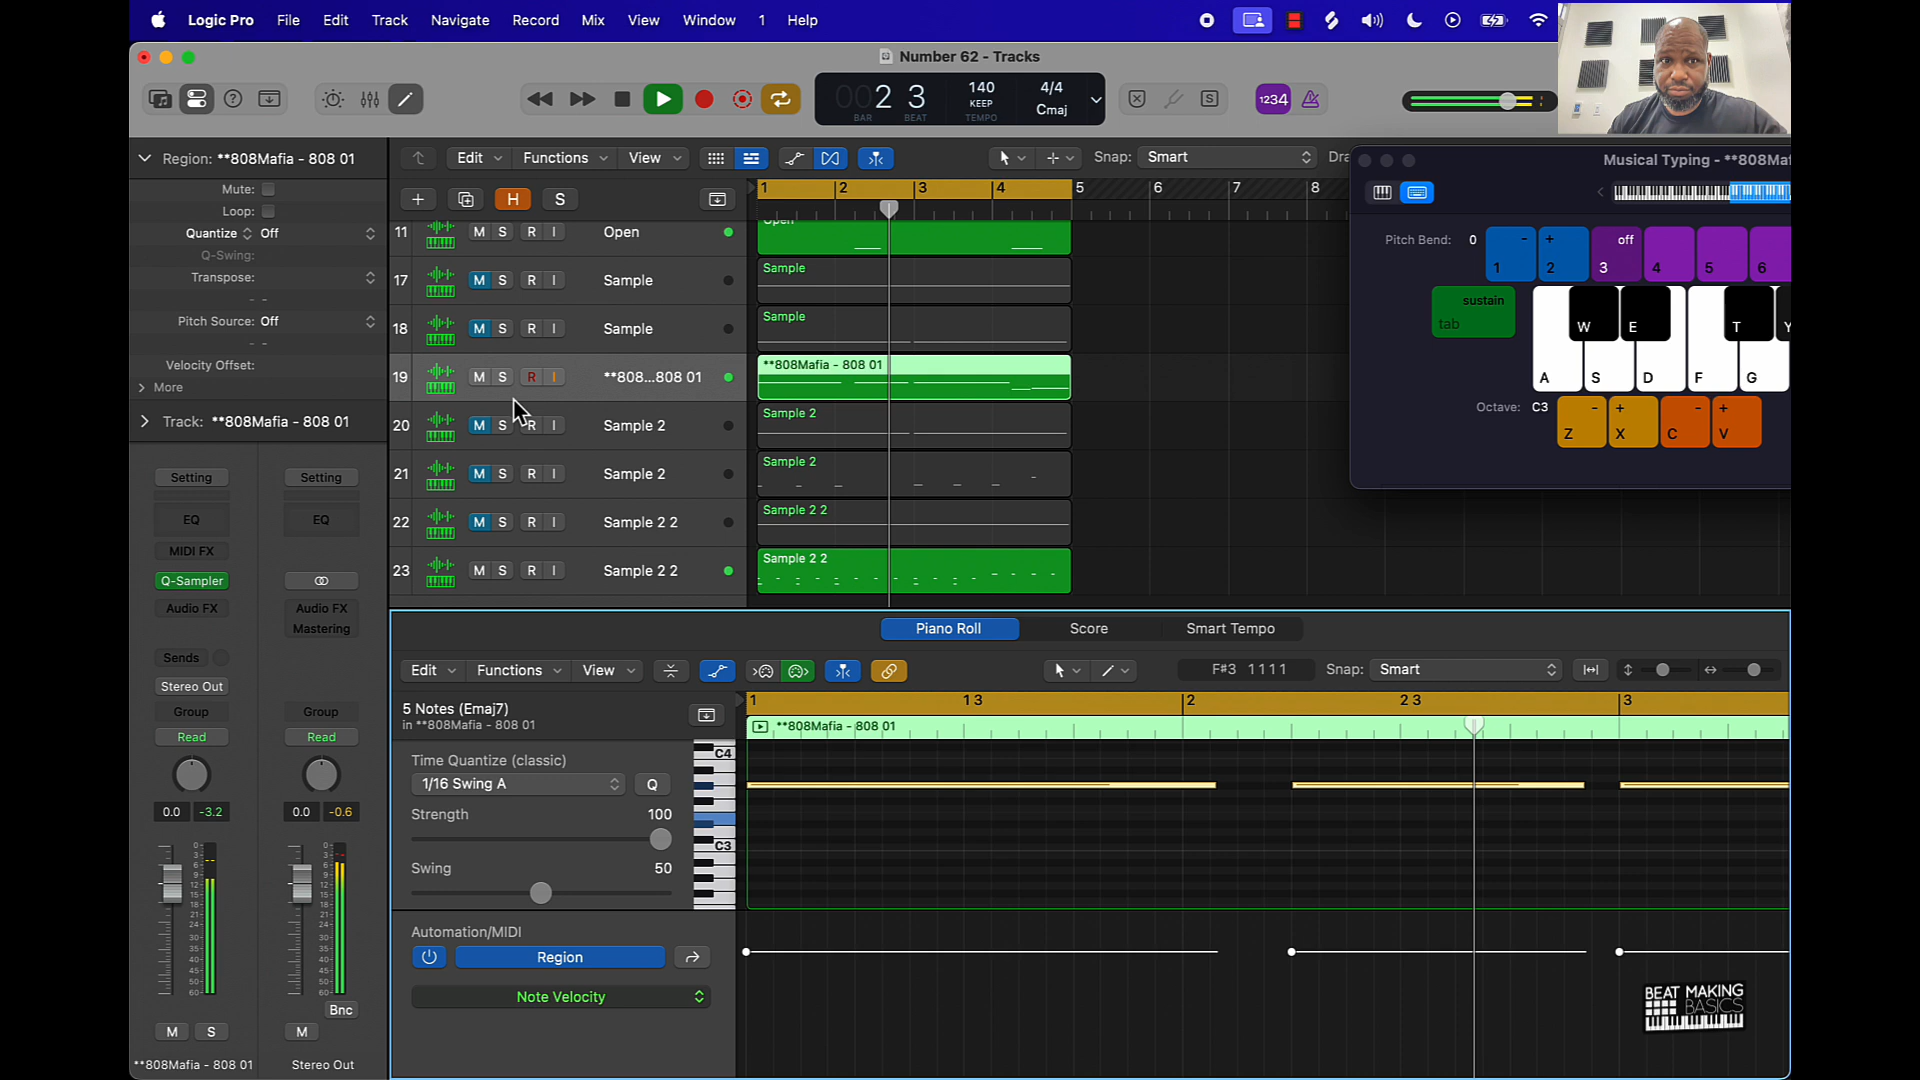 Logic Pro File Edit Track Navigate Record Mix View Window 1 Help
Number 62 - Tracks
002 3
BAR BEAT
140
KEEP
TEMPO
4/4
Cmaj
1234
Region: **808Mafia - 808 01
Mute:
Loop:
Quantize Off
Q-Swing:
Transpose:
Pitch Source: Off
Velocity Offset:
More
Track: **808Mafia - 808 01
Edit Functions View
Snap: Smart
H S
1 2 3 4 5 6 7 8
11 M S R I Open
Open
17 M S R I Sample
Sample
18 M S R I Sample
Sample
19 M S R I **808...808 01
**808Mafia - 808 01
20 M S R I Sample 2
Sample 2
21 M S R I Sample 2
Sample 2
22 M S R I Sample 2 2
Sample 2 2
23 M S R I Sample 2 2
Sample 2 2
Musical Typing - **808Maf
Pitch Bend: 0
- + off
1 2 3 4 5 6
sustain
tab
W E T Y
A S D F G
Octave: C3
- + - +
Z X C V
Setting Setting
EQ EQ
MIDI FX
Q-Sampler
Audio FX Audio FX
Mastering
Sends
Stereo Out
Group Group
Read Read
0.0 -3.2 0.0 -0.6
Bnc
M S M
**808Mafia - 808 01 Stereo Out
Piano Roll Score Smart Tempo
Edit Functions View
F#3 1 1 1 1
Snap: Smart
5 Notes (Emaj7)
in **808Mafia - 808 01
1 1 3 2 2 3 3
**808Mafia - 808 01
Time Quantize (classic)
1/16 Swing A Q
Strength 100
Swing 50
C4
C3
Automation/MIDI
Region
Note Velocity
BEAT MAKING
BASICS